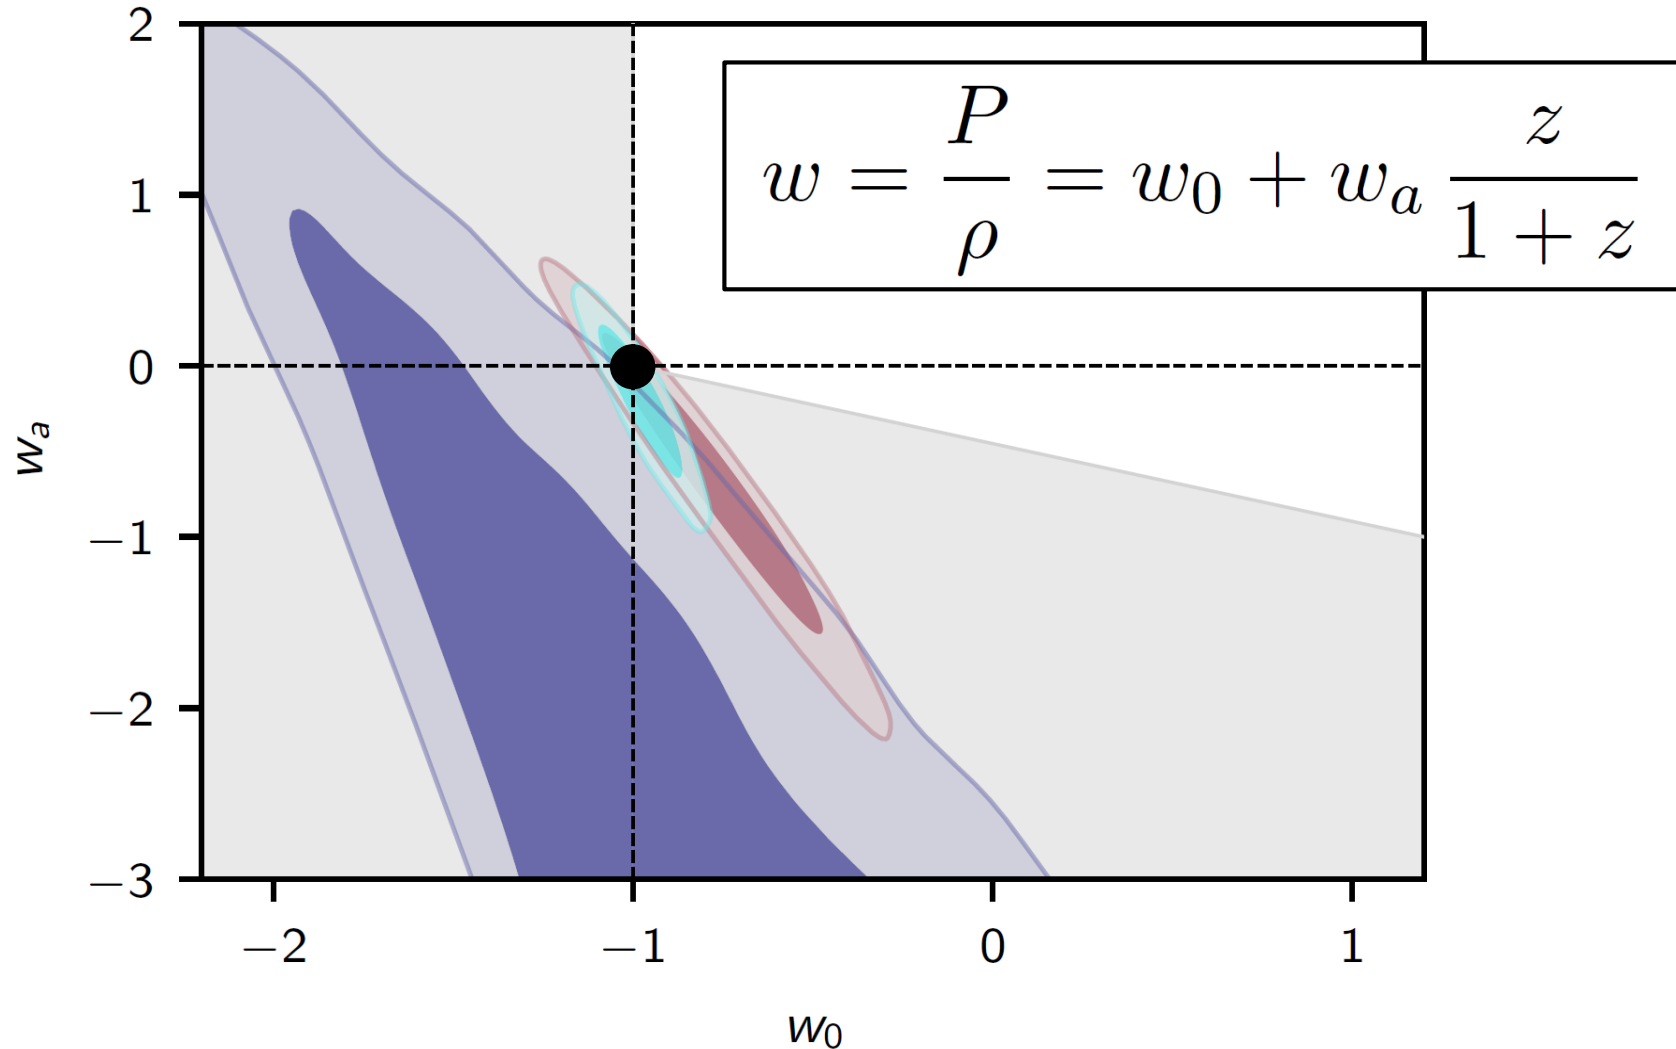 2
1
0
−1
−2
−3
w_a
w = P/ρ = w_0 + w_a z/(1 + z)
−2 −1 0 1
w_0